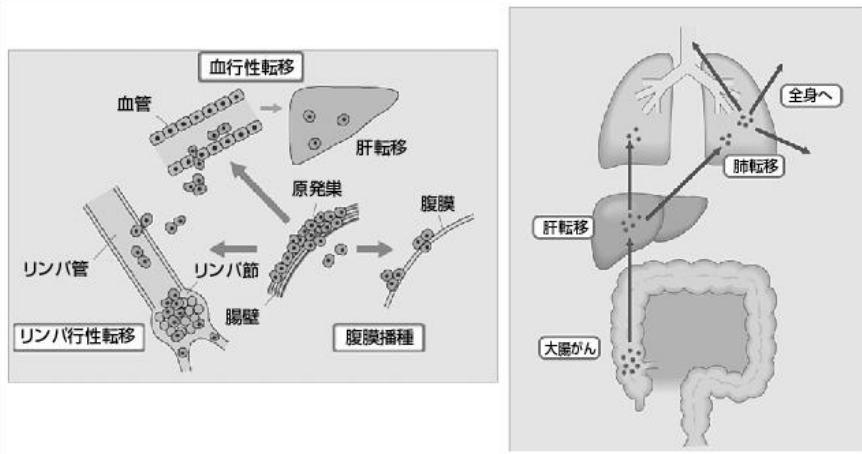 血行性転移
血管
肝転移
原発巣
腹膜
リンパ管
リンパ節
腸壁
リンパ行性転移
腹膜播種
全身へ
肺転移
肝転移
大腸がん